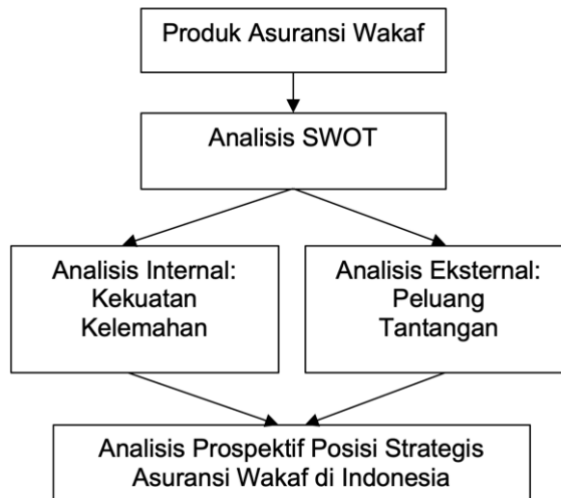 Produk Asuransi Wakaf
Analisis SWOT
Analisis Internal:
Kekuatan
Kelemahan
Analisis Eksternal:
Peluang
Tantangan
Analisis Prospektif Posisi Strategis
Asuransi Wakaf di Indonesia